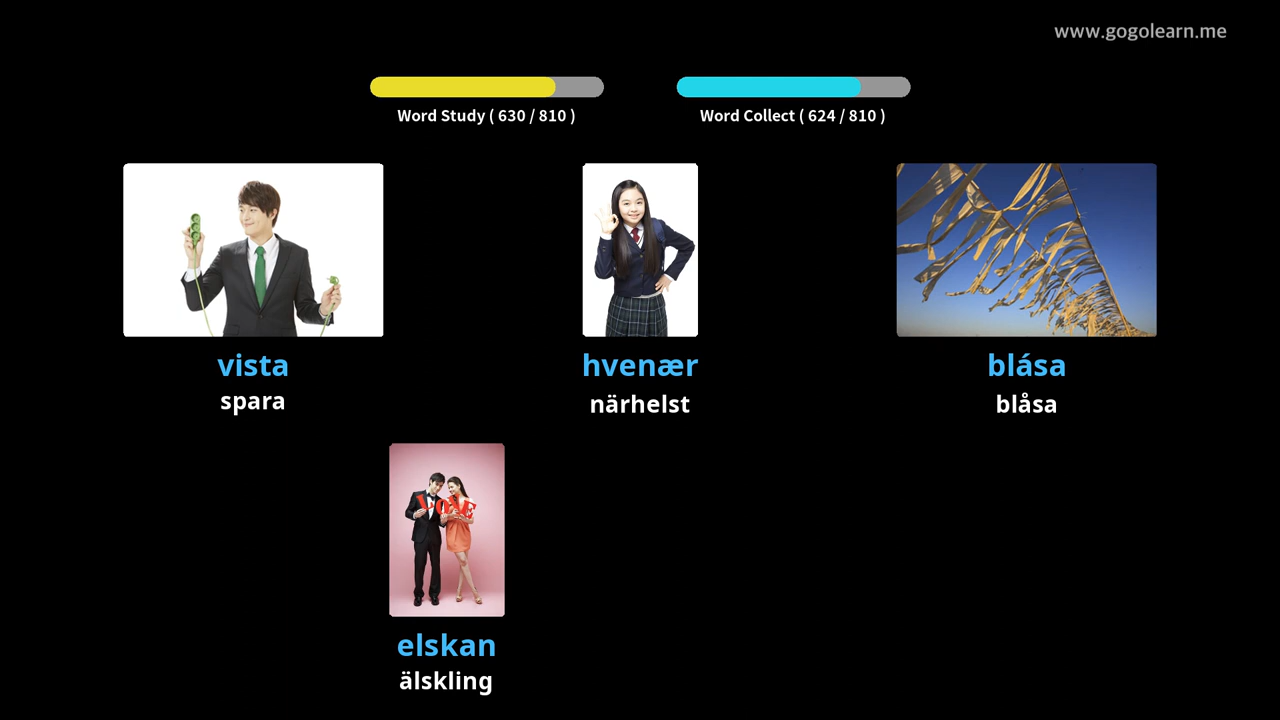 www.gogolearn.me
Word Study ( 630 / 810 )
Word Collect ( 624 / 810 )
vista
spara
hvenær
närhelst
blása
blåsa
LOVE
elskan
älskling